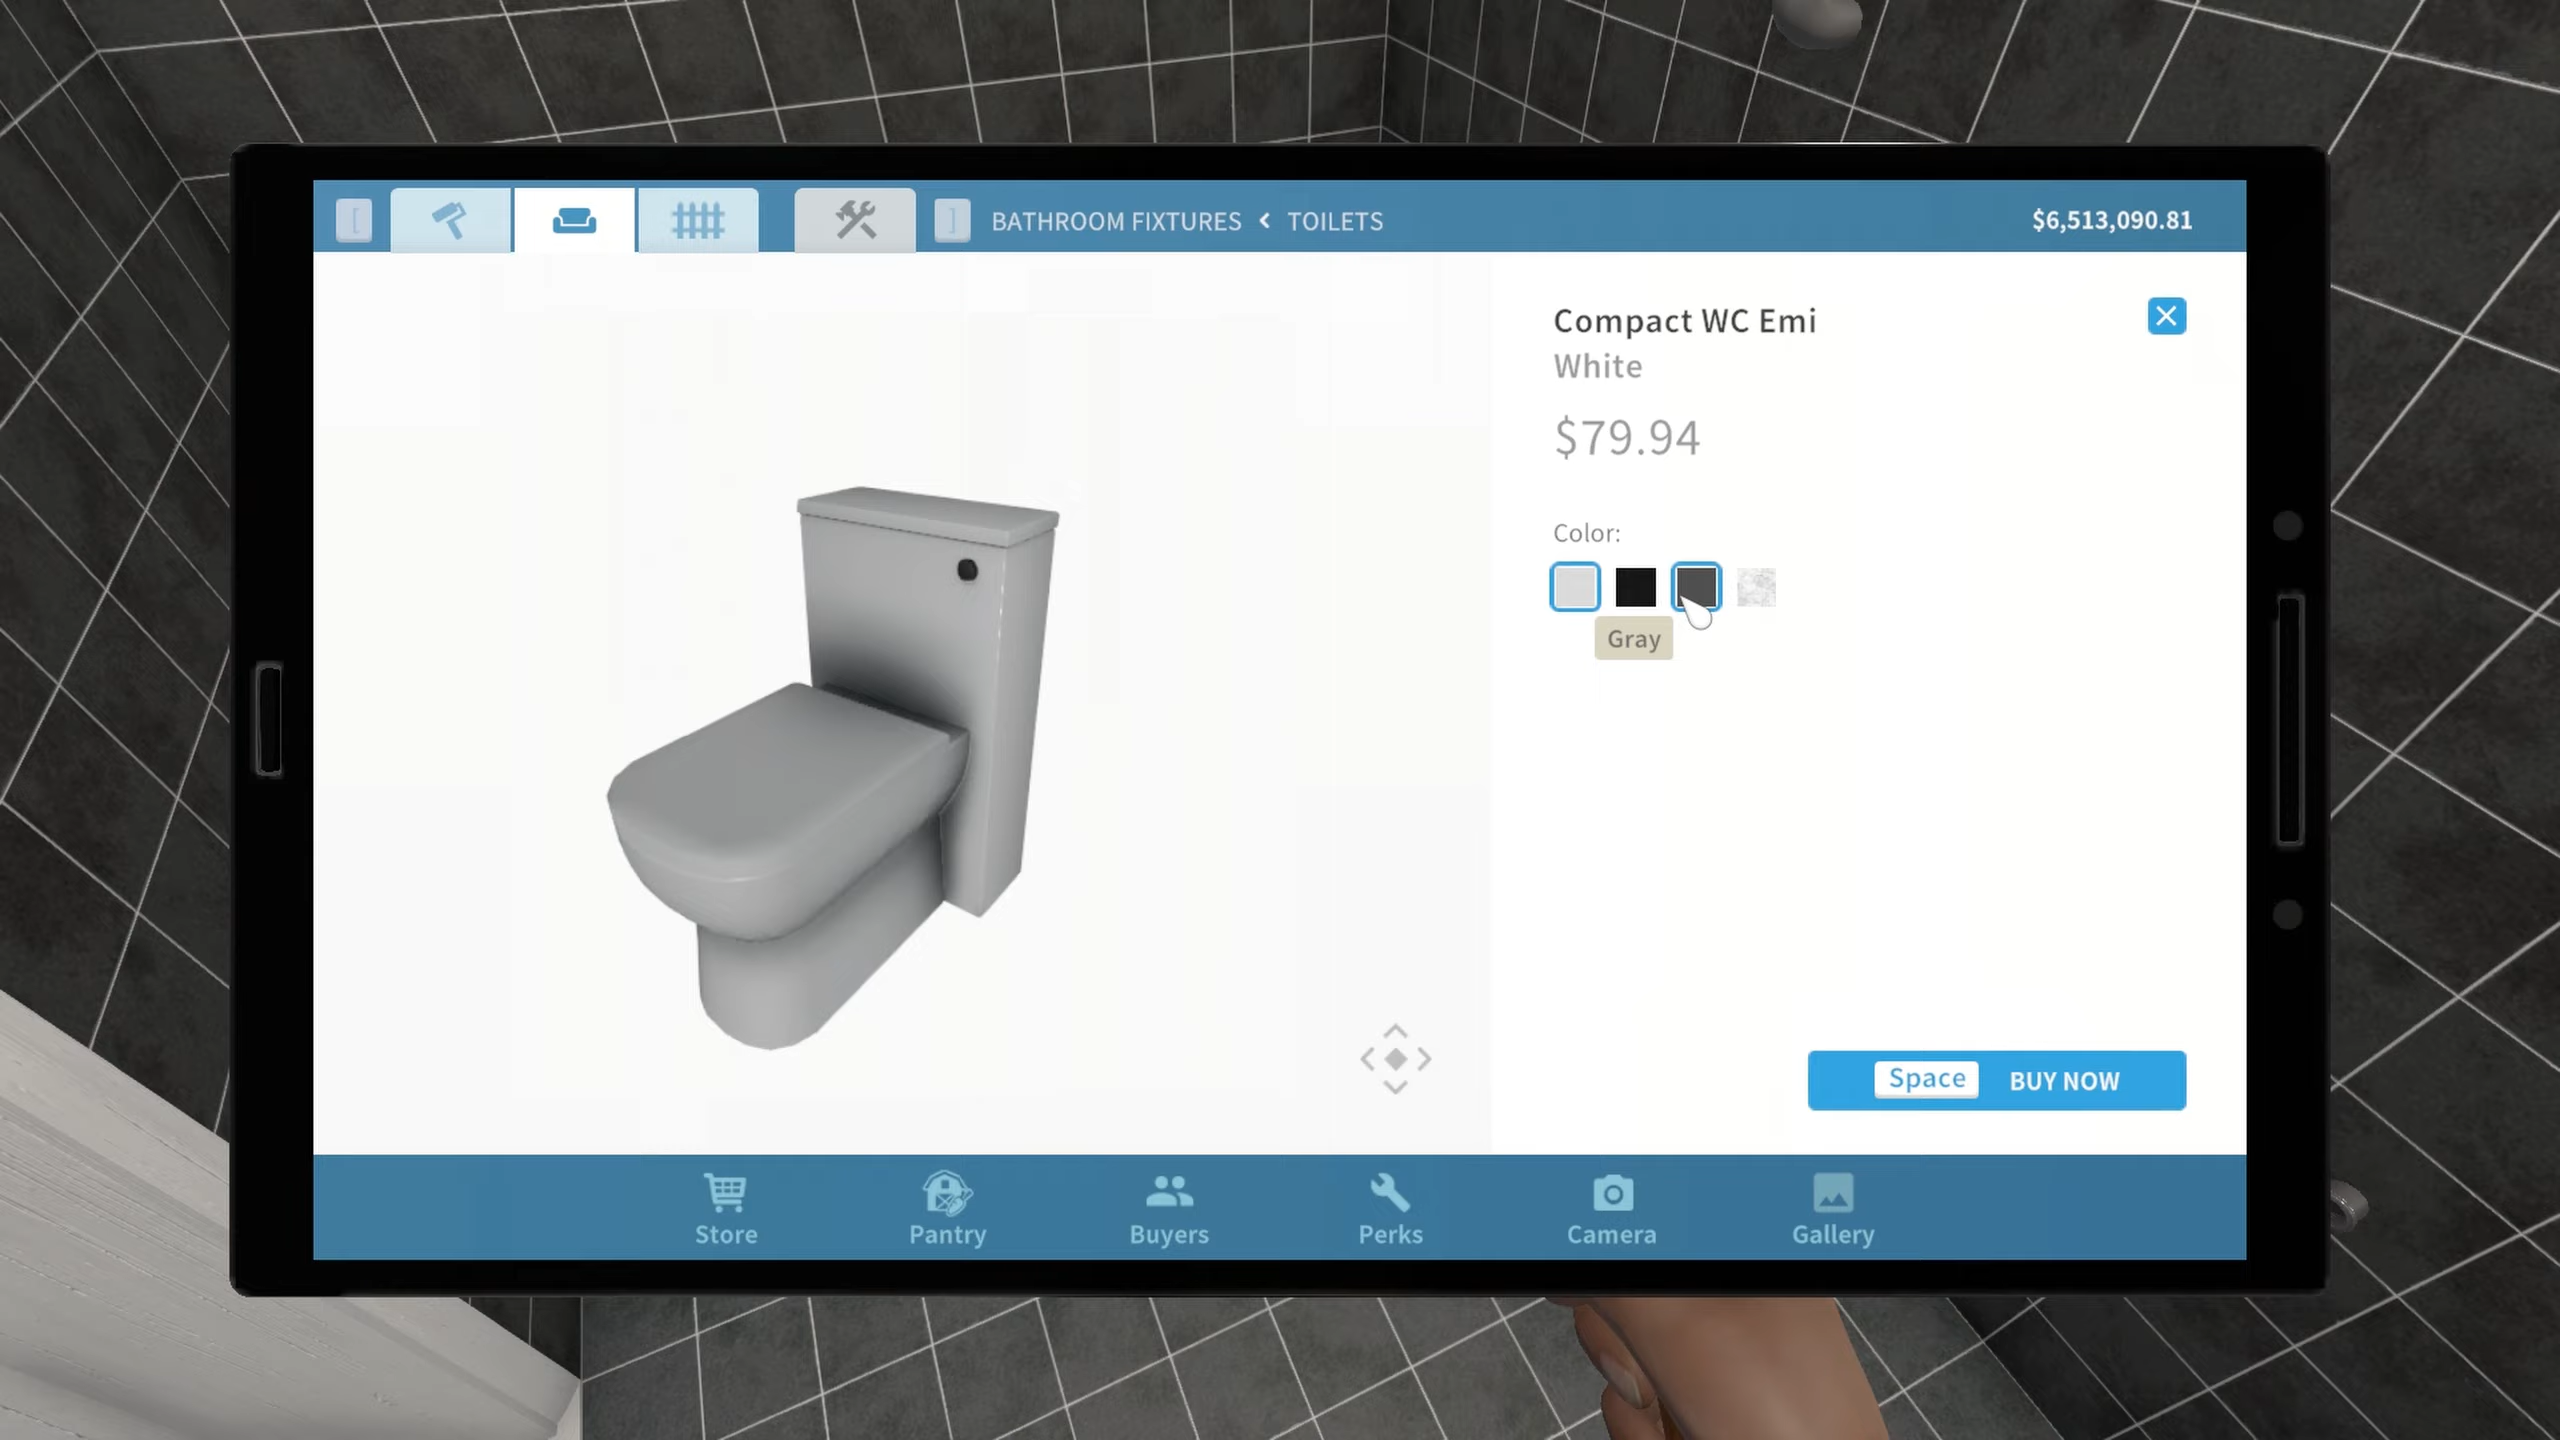 [
]
BATHROOM FIXTURES < TOILETS
$6,513,090.81
Compact WC Emi
White
$79.94
Color:
Gray
Space BUY NOW
Store
Pantry
Buyers
Perks
Camera
Gallery